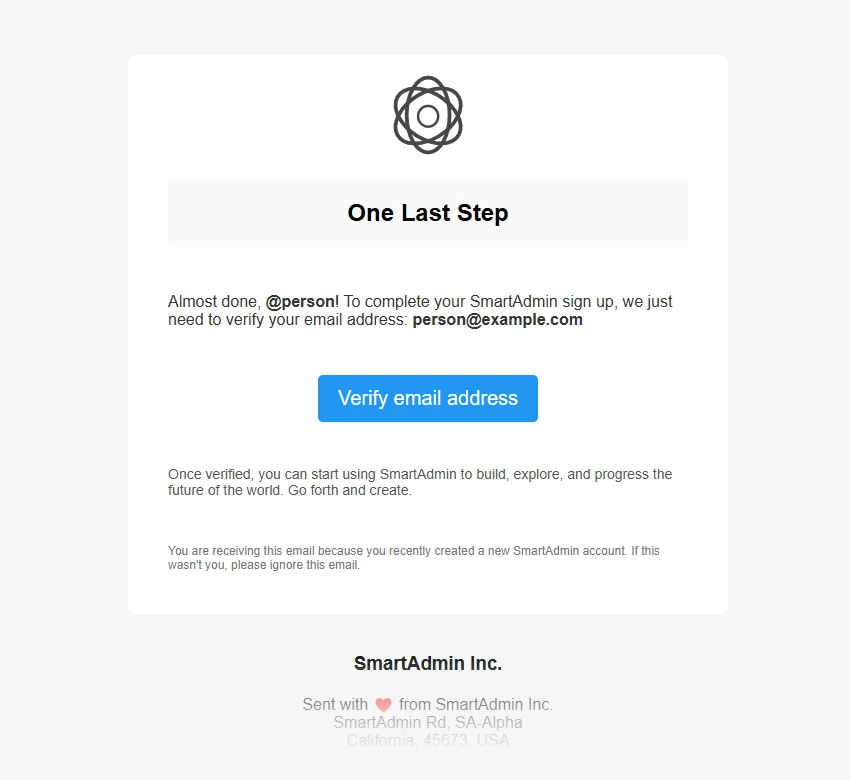 One Last Step
Almost done, @person! To complete your SmartAdmin sign up, we just
need to verify your email address: person@example.com
Verify email address
Once verified, you can start using SmartAdmin to build, explore, and progress the
future of the world. Go forth and create.
You are receiving this email because you recently created a new SmartAdmin account. If this
wasn't you, please ignore this email.
SmartAdmin Inc.
Sent with ❤ from SmartAdmin Inc.
SmartAdmin Rd, SA-Alpha
California, 45673, USA